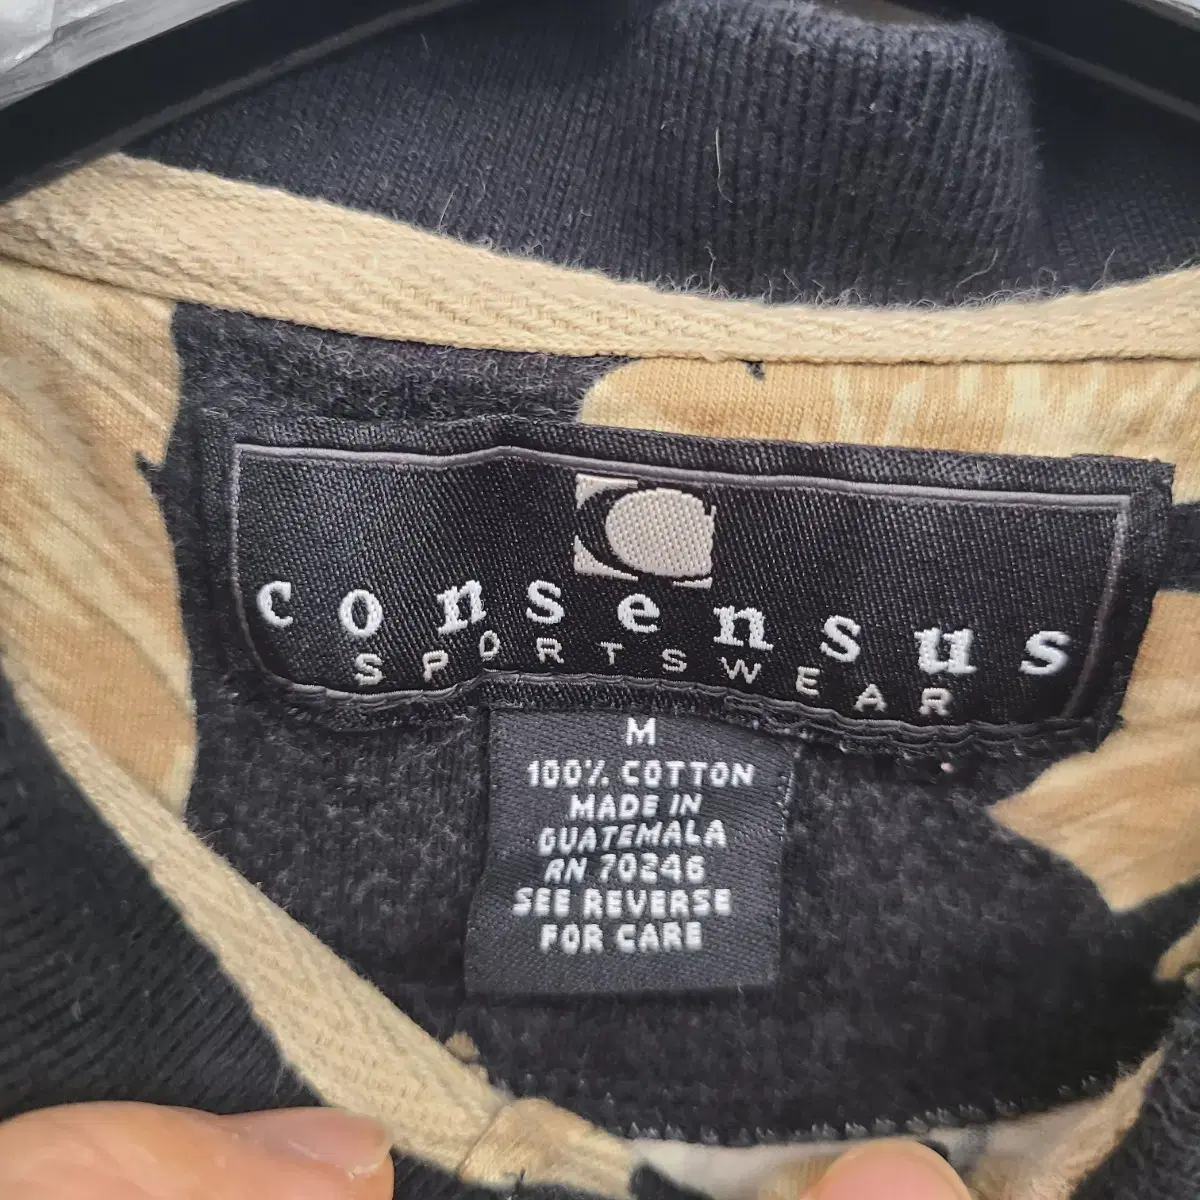 consensus
SPORTSWEAR
M
100% COTTON
MADE IN
GUATEMALA
RN 70246
SEE REVERSE
FOR CARE